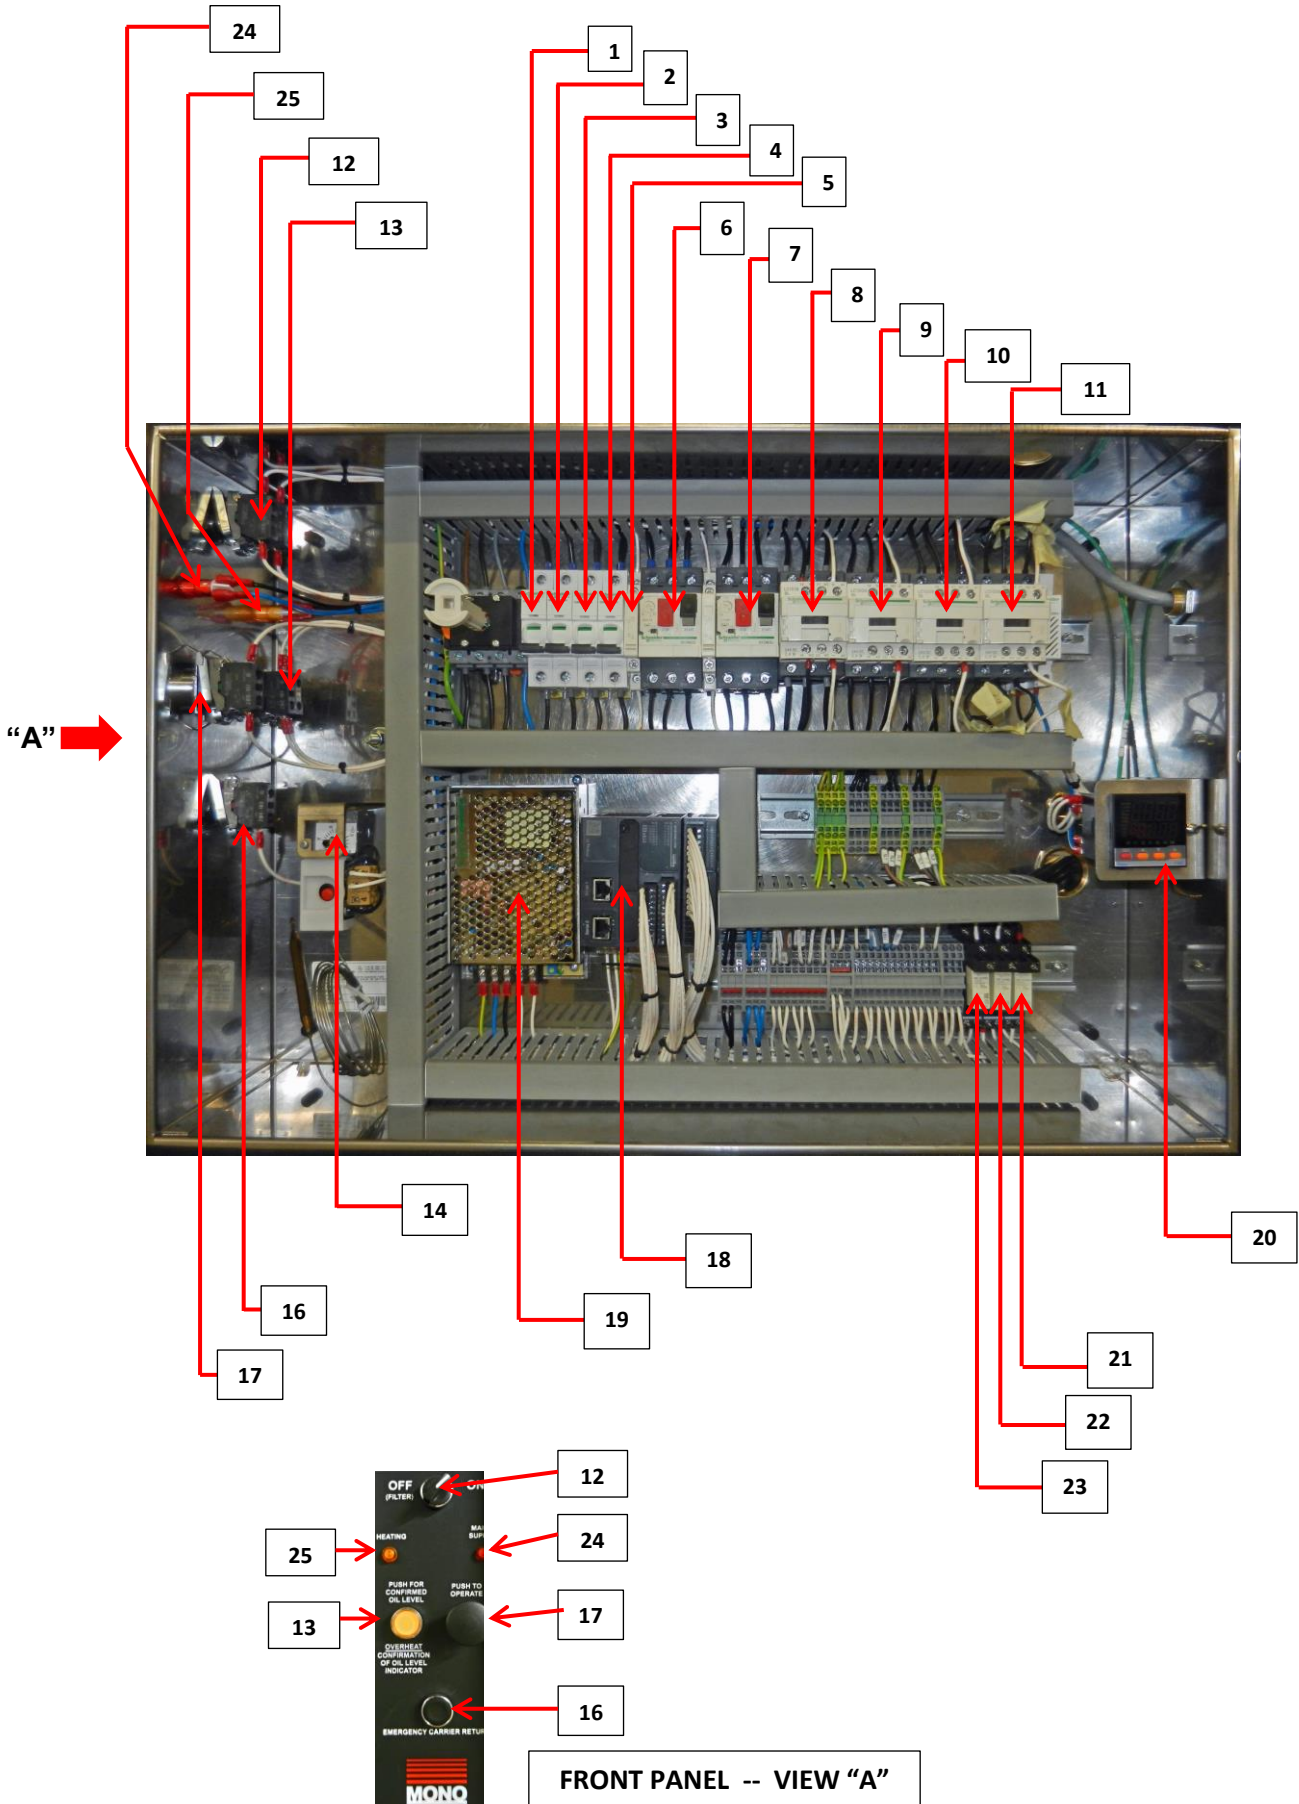 24
1
2
25
3
4
12
5
13
6
7
8
9
10
11
"A"
14
20
18
16
19
21
17
22
23
12
OFF
(FILTER)
HEATING
24
25
PUSH FOR
CONFIRMED
OIL LEVEL
PUSH TO
OPERATE
17
13
OVERHEAT
CONFIRMATION
OF OIL LEVEL
INDICATOR
16
EMERGENCY CARRIER
MONO
FRONT PANEL -- VIEW "A"